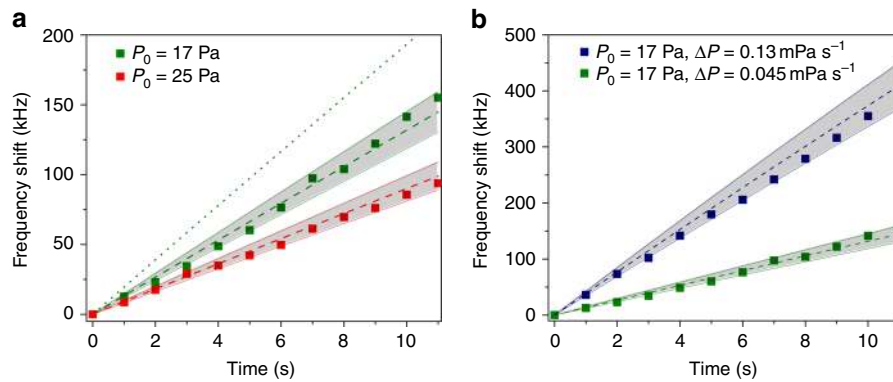 a
P₀ = 17 Pa
P₀ = 25 Pa
200
150
100
50
0
Frequency shift (kHz)
0 2 4 6 8 10
Time (s)
b
P₀ = 17 Pa, ΔP = 0.13 mPa s⁻¹
P₀ = 17 Pa, ΔP = 0.045 mPa s⁻¹
500
400
300
200
100
0
Frequency shift (kHz)
0 2 4 6 8 10
Time (s)